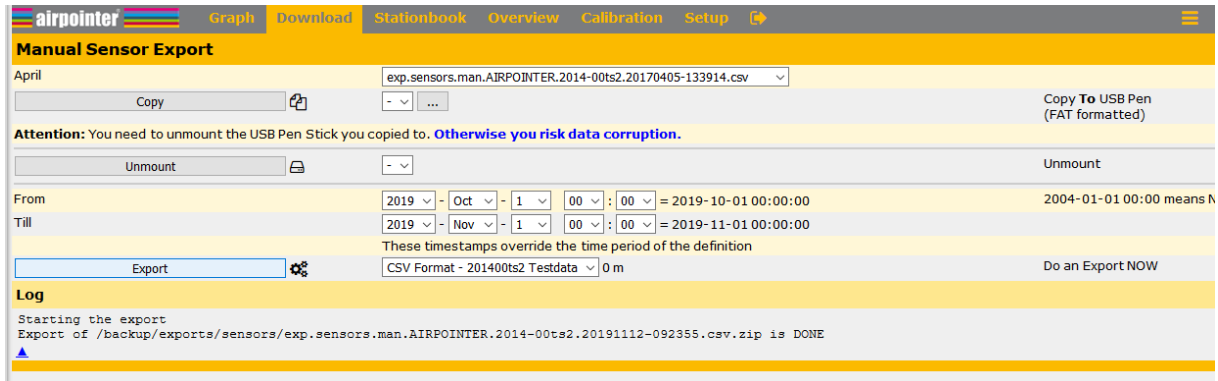 airpointer Graph Download Stationbook Overview Calibration Setup
Manual Sensor Export
April exp.sensors.man.AIRPOINTER.2014-00ts2.20170405-133914.csv
Copy - ... Copy To USB Pen
(FAT formatted)
Attention: You need to unmount the USB Pen Stick you copied to. Otherwise you risk data corruption.
Unmount - Unmount
From 2019 - Oct - 1 00 : 00 = 2019-10-01 00:00:00 2004-01-01 00:00 means N
Till 2019 - Nov - 1 00 : 00 = 2019-11-01 00:00:00
These timestamps override the time period of the definition
Export CSV Format - 201400ts2 Testdata 0 m Do an Export NOW
Log
Starting the export
Export of /backup/exports/sensors/exp.sensors.man.AIRPOINTER.2014-00ts2.20191112-092355.csv.zip is DONE